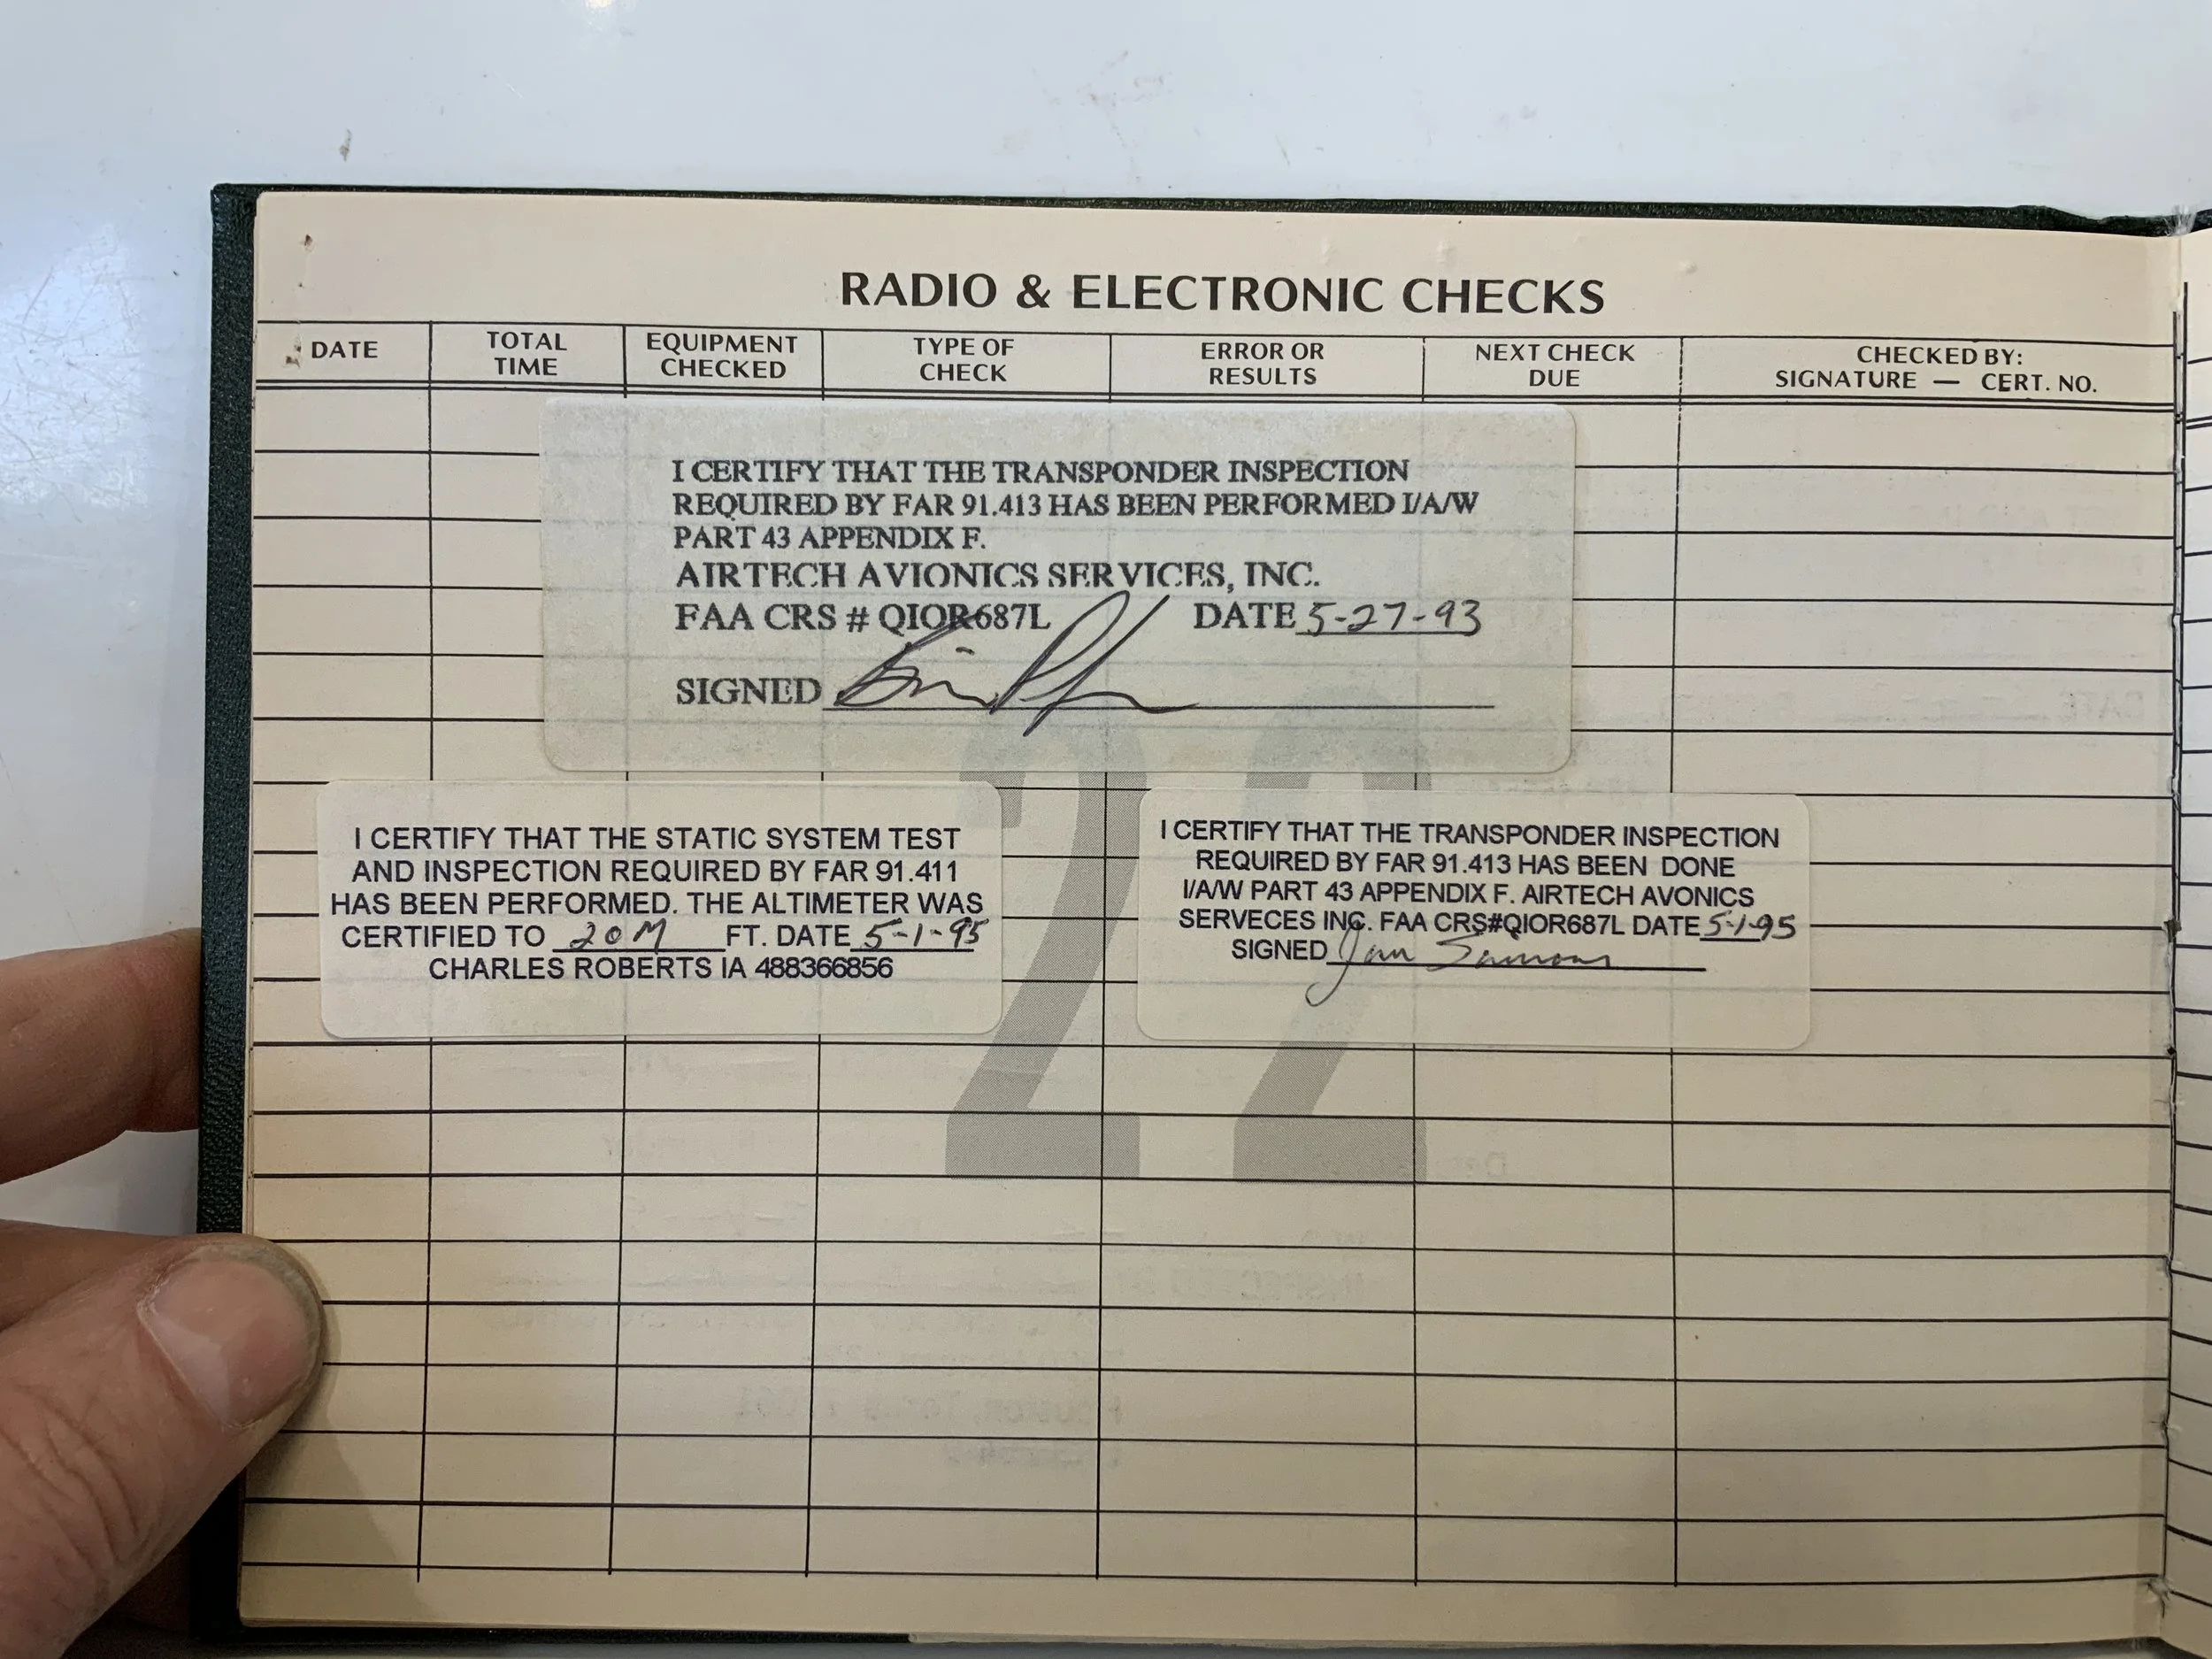 RADIO & ELECTRONIC CHECKS
DATE
TOTAL TIME
EQUIPMENT CHECKED
TYPE OF CHECK
ERROR OR RESULTS
NEXT CHECK DUE
CHECKED BY:
SIGNATURE — CERT. NO.
I CERTIFY THAT THE TRANSPONDER INSPECTION
REQUIRED BY FAR 91.413 HAS BEEN PERFORMED I/A/W
PART 43 APPENDIX F.
AIRTECH AVIONICS SERVICES, INC.
FAA CRS # QIOR687L DATE 5-27-93
SIGNED
I CERTIFY THAT THE STATIC SYSTEM TEST
AND INSPECTION REQUIRED BY FAR 91.411
HAS BEEN PERFORMED. THE ALTIMETER WAS
CERTIFIED TO 20M FT. DATE 5-1-95
CHARLES ROBERTS IA 488366856
I CERTIFY THAT THE TRANSPONDER INSPECTION
REQUIRED BY FAR 91.413 HAS BEEN DONE
I/A/W PART 43 APPENDIX F. AIRTECH AVONICS
SERVECES INC. FAA CRS#QIOR687L DATE 5-1-95
SIGNED
22